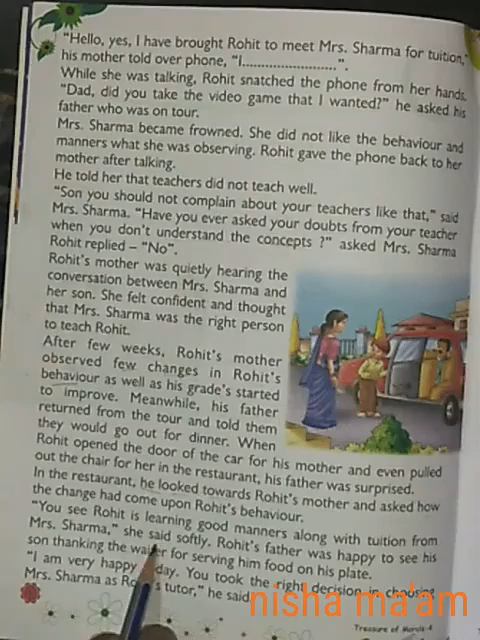 "Hello, yes, I have brought Rohit to meet Mrs. Sharma for tuition,"
his mother told over phone, "I........................".
While she was talking, Rohit snatched the phone from her hands.
"Dad, did you take the video game that I wanted?" he asked his
father who was on tour.
Mrs. Sharma became frowned. She did not like the behaviour and
manners what she was observing. Rohit gave the phone back to her
mother after talking.
He told her that teachers did not teach well.
"Son you should not complain about your teachers like that," said
Mrs. Sharma. "Have you ever asked your doubts from your teacher
when you don't understand the concepts ?" asked Mrs. Sharma
Rohit replied – "No".
Rohit's mother was quietly hearing the
conversation between Mrs. Sharma and
her son. She felt confident and thought
that Mrs. Sharma was the right person
to teach Rohit.
After few weeks, Rohit's mother
observed few changes in Rohit's
behaviour as well as his grade's started
to improve. Meanwhile, his father
returned from the tour and told them
they would go out for dinner. When
Rohit opened the door of the car for his mother and even pulled
out the chair for her in the restaurant, his father was surprised.
In the restaurant, he looked towards Rohit's mother and asked how
the change had come upon Rohit's behaviour.
"You see Rohit is learning good manners along with tuition from
Mrs. Sharma," she said softly. Rohit's father was happy to see his
son thanking the waiter for serving him food on his plate.
"I am very happy day. You took the right decision in choosing
Mrs. Sharma as tutor," he said
nisha ma'am
Treasure of Morals-4